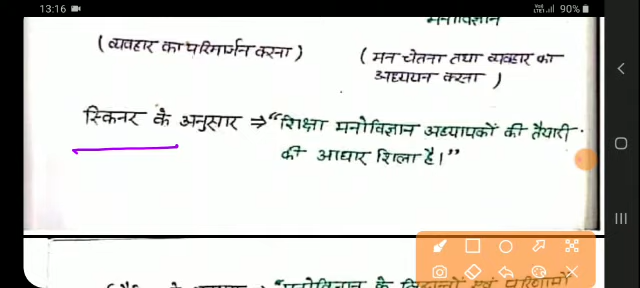 13:16
90%
मनोविज्ञान
(व्यवहार का परिमार्जन करना)
(मन चेतना तथा व्यवहार का
अध्ययन करना)
स्किनर के अनुसार ⇒ “शिक्षा मनोविज्ञान अध्यापकों की तैयारी
की आधार शिला है।”
"मनोविज्ञान के सिद्धान्तों एवं परिणामों